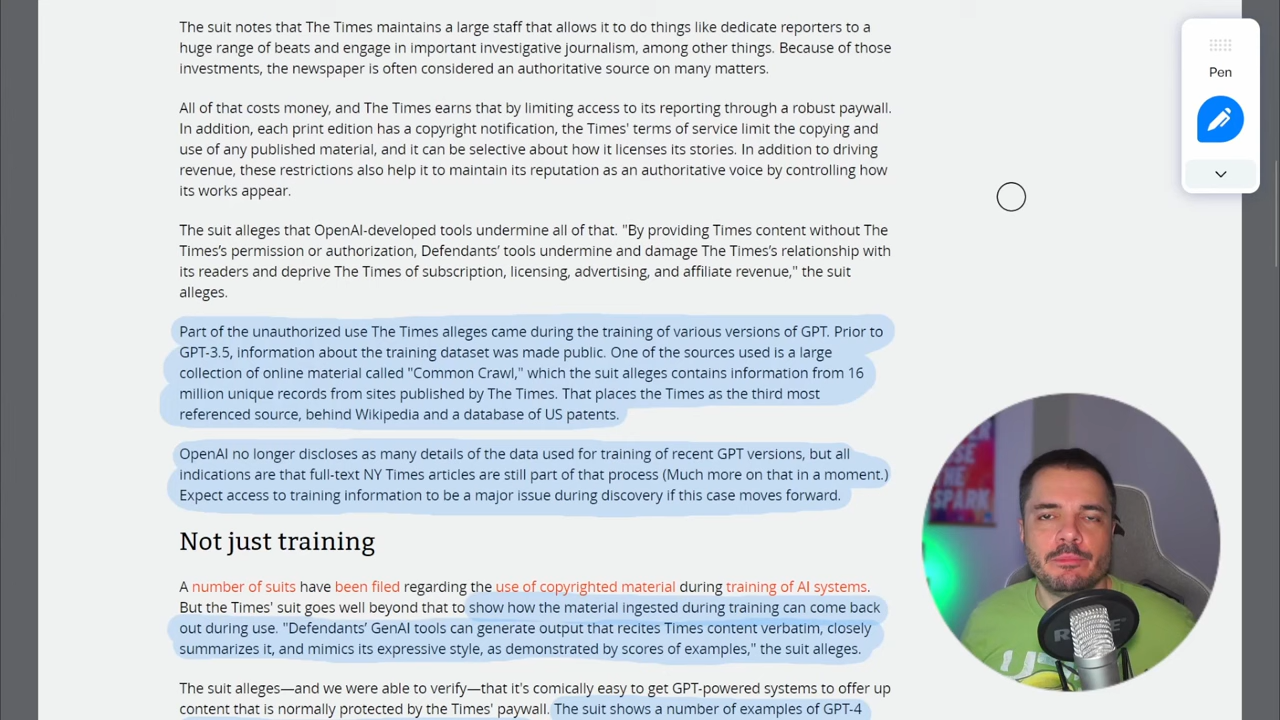 The suit notes that The Times maintains a large staff that allows it to do things like dedicate reporters to a
huge range of beats and engage in important investigative journalism, among other things. Because of those
investments, the newspaper is often considered an authoritative source on many matters.
All of that costs money, and The Times earns that by limiting access to its reporting through a robust paywall.
In addition, each print edition has a copyright notification, the Times' terms of service limit the copying and
use of any published material, and it can be selective about how it licenses its stories. In addition to driving
revenue, these restrictions also help it to maintain its reputation as an authoritative voice by controlling how
its works appear.
The suit alleges that OpenAI-developed tools undermine all of that. "By providing Times content without The
Times’s permission or authorization, Defendants’ tools undermine and damage The Times’s relationship with
its readers and deprive The Times of subscription, licensing, advertising, and affiliate revenue," the suit
alleges.
Part of the unauthorized use The Times alleges came during the training of various versions of GPT. Prior to
GPT-3.5, information about the training dataset was made public. One of the sources used is a large
collection of online material called "Common Crawl," which the suit alleges contains information from 16
million unique records from sites published by The Times. That places the Times as the third most
referenced source, behind Wikipedia and a database of US patents.
OpenAI no longer discloses as many details of the data used for training of recent GPT versions, but all
indications are that full-text NY Times articles are still part of that process (Much more on that in a moment.)
Expect access to training information to be a major issue during discovery if this case moves forward.
Not just training
A number of suits have been filed regarding the use of copyrighted material during training of AI systems.
But the Times' suit goes well beyond that to show how the material ingested during training can come back
out during use. "Defendants’ GenAI tools can generate output that recites Times content verbatim, closely
summarizes it, and mimics its expressive style, as demonstrated by scores of examples," the suit alleges.
The suit alleges—and we were able to verify—that it's comically easy to get GPT-powered systems to offer up
content that is normally protected by the Times' paywall. The suit shows a number of examples of GPT-4
Pen
THE
SPARK